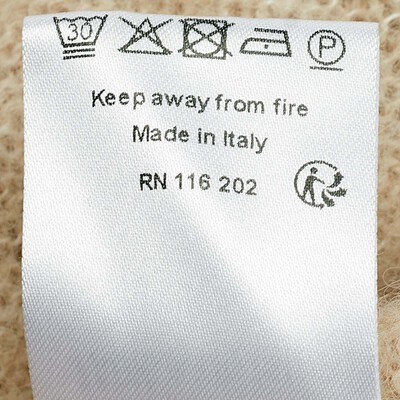 30 P
Keep away from fire
Made in Italy
RN 116 202